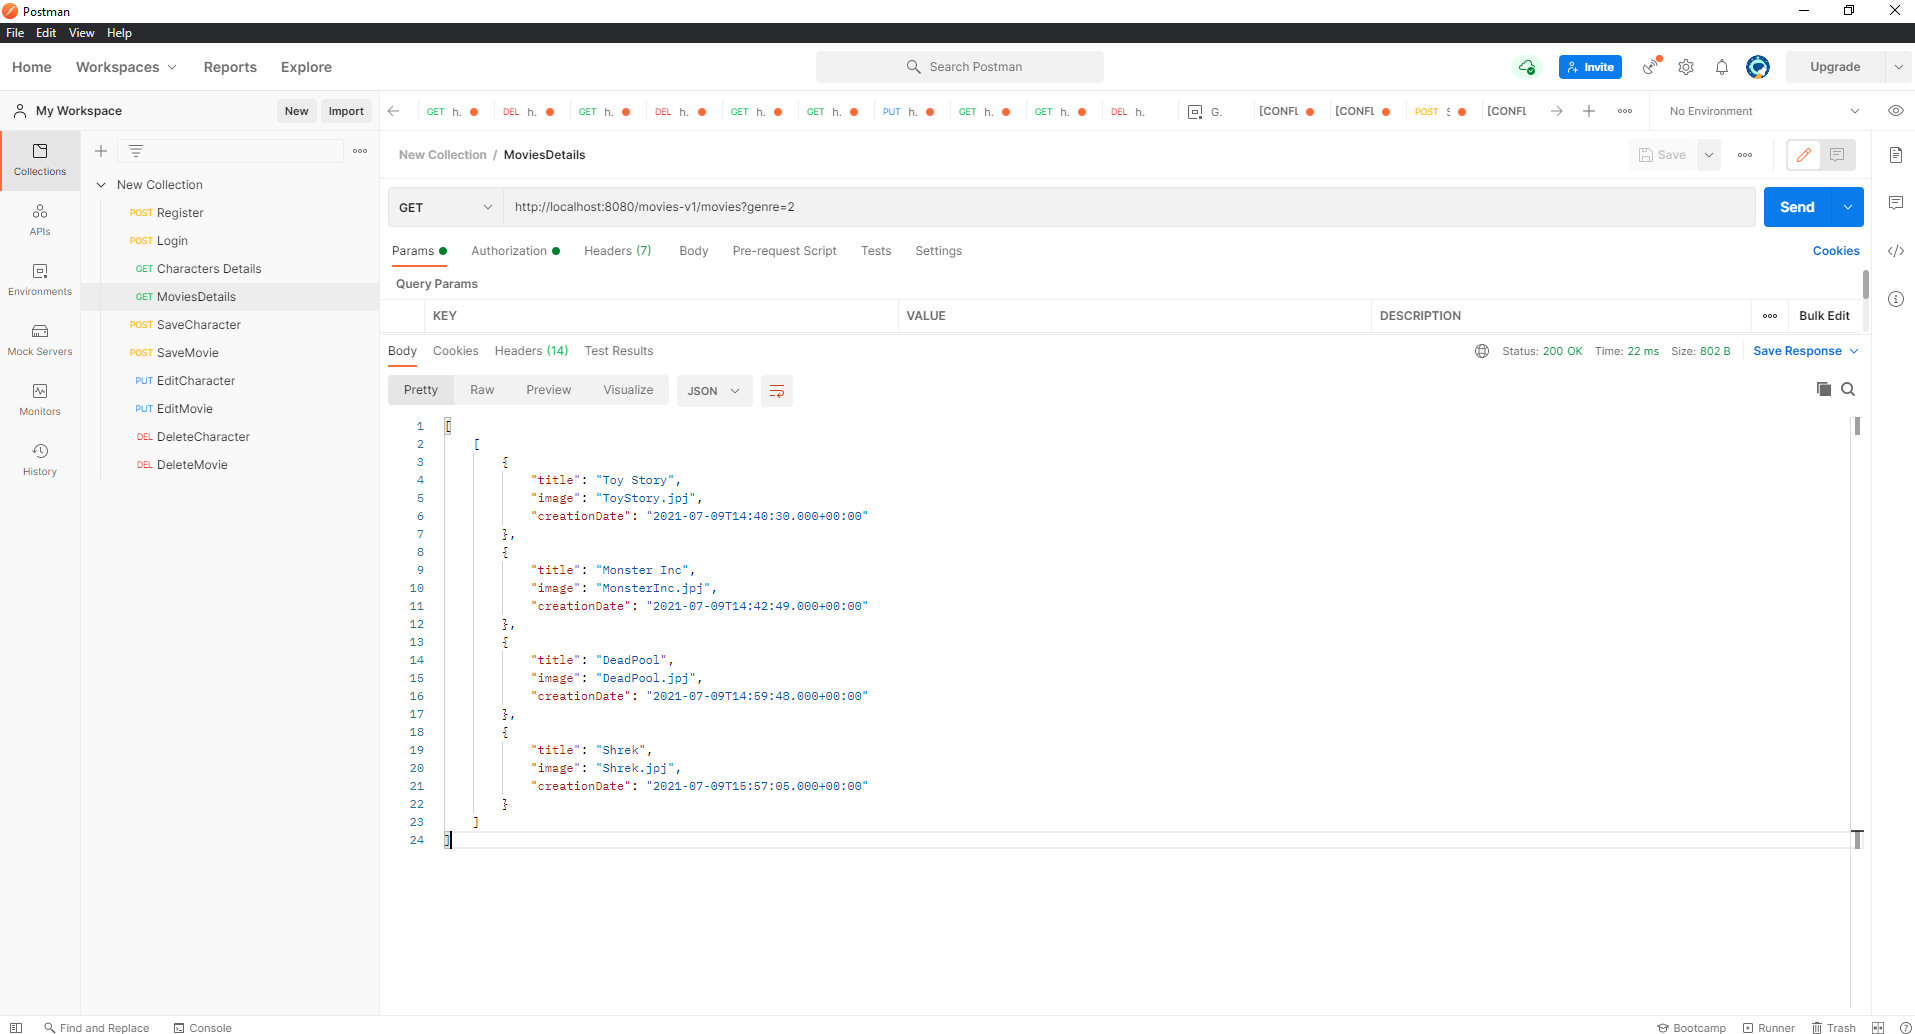 Postman
File Edit View Help
Home Workspaces Reports Explore Search Postman Invite Upgrade
My Workspace New Import
GET h. DEL h. GET h. DEL h. GET h. GET h. PUT h. GET h. GET h. DEL h. G. [CONFL [CONFL POST S [CONFL No Environment
Collections
APIs
Environments
Mock Servers
Monitors
History
New Collection
POST Register
POST Login
GET Characters Details
GET MoviesDetails
POST SaveCharacter
POST SaveMovie
PUT EditCharacter
PUT EditMovie
DEL DeleteCharacter
DEL DeleteMovie
New Collection / MoviesDetails Save
GET http://localhost:8080/movies-v1/movies?genre=2 Send
Params Authorization Headers (7) Body Pre-request Script Tests Settings Cookies
Query Params
KEY VALUE DESCRIPTION Bulk Edit
Body Cookies Headers (14) Test Results Status: 200 OK Time: 22 ms Size: 802 B Save Response
Pretty Raw Preview Visualize JSON
1 [
2 [
3 {
4 "title": "Toy Story",
5 "image": "ToyStory.jpj",
6 "creationDate": "2021-07-09T14:40:30.000+00:00"
7 },
8 {
9 "title": "Monster Inc",
10 "image": "MonsterInc.jpj",
11 "creationDate": "2021-07-09T14:42:49.000+00:00"
12 },
13 {
14 "title": "DeadPool",
15 "image": "DeadPool.jpj",
16 "creationDate": "2021-07-09T14:59:48.000+00:00"
17 },
18 {
19 "title": "Shrek",
20 "image": "Shrek.jpj",
21 "creationDate": "2021-07-09T15:57:05.000+00:00"
22 }
23 ]
24 ]
Find and Replace Console Bootcamp Runner Trash